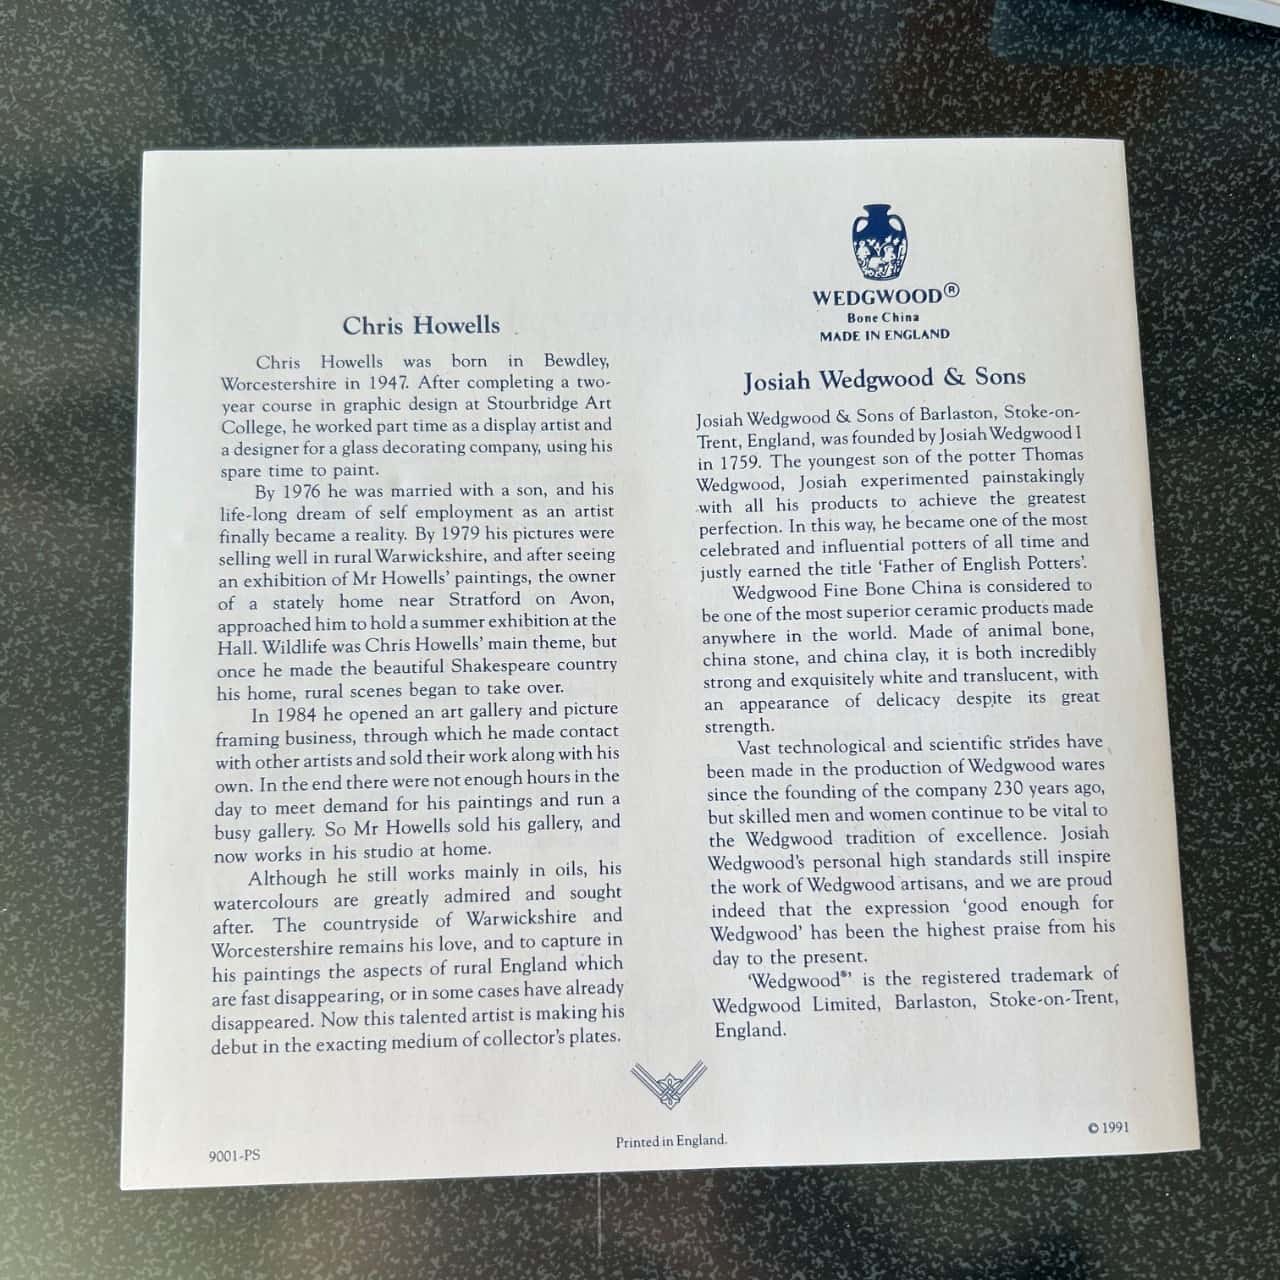 Chris Howells
Chris Howells was born in Bewdley,
Worcestershire in 1947. After completing a two-
year course in graphic design at Stourbridge Art
College, he worked part time as a display artist and
a designer for a glass decorating company, using his
spare time to paint.
By 1976 he was married with a son, and his
life-long dream of self employment as an artist
finally became a reality. By 1979 his pictures were
selling well in rural Warwickshire, and after seeing
an exhibition of Mr Howells' paintings, the owner
of a stately home near Stratford on Avon,
approached him to hold a summer exhibition at the
Hall. Wildlife was Chris Howells' main theme, but
once he made the beautiful Shakespeare country
his home, rural scenes began to take over.
In 1984 he opened an art gallery and picture
framing business, through which he made contact
with other artists and sold their work along with his
own. In the end there were not enough hours in the
day to meet demand for his paintings and run a
busy gallery. So Mr Howells sold his gallery, and
now works in his studio at home.
Although he still works mainly in oils, his
watercolours are greatly admired and sought
after. The countryside of Warwickshire and
Worcestershire remains his love, and to capture in
his paintings the aspects of rural England which
are fast disappearing, or in some cases have already
disappeared. Now this talented artist is making his
debut in the exacting medium of collector's plates.
9001-PS
WEDGWOOD®
Bone China
MADE IN ENGLAND
Josiah Wedgwood & Sons
Josiah Wedgwood & Sons of Barlaston, Stoke-on-
Trent, England, was founded by Josiah Wedgwood I
in 1759. The youngest son of the potter Thomas
Wedgwood, Josiah experimented painstakingly
with all his products to achieve the greatest
perfection. In this way, he became one of the most
celebrated and influential potters of all time and
justly earned the title 'Father of English Potters'.
Wedgwood Fine Bone China is considered to
be one of the most superior ceramic products made
anywhere in the world. Made of animal bone,
china stone, and china clay, it is both incredibly
strong and exquisitely white and translucent, with
an appearance of delicacy despite its great
strength.
Vast technological and scientific strides have
been made in the production of Wedgwood wares
since the founding of the company 230 years ago,
but skilled men and women continue to be vital to
the Wedgwood tradition of excellence. Josiah
Wedgwood's personal high standards still inspire
the work of Wedgwood artisans, and we are proud
indeed that the expression 'good enough for
Wedgwood' has been the highest praise from his
day to the present.
'Wedgwood®' is the registered trademark of
Wedgwood Limited, Barlaston, Stoke-on-Trent,
England.
Printed in England.
© 1991